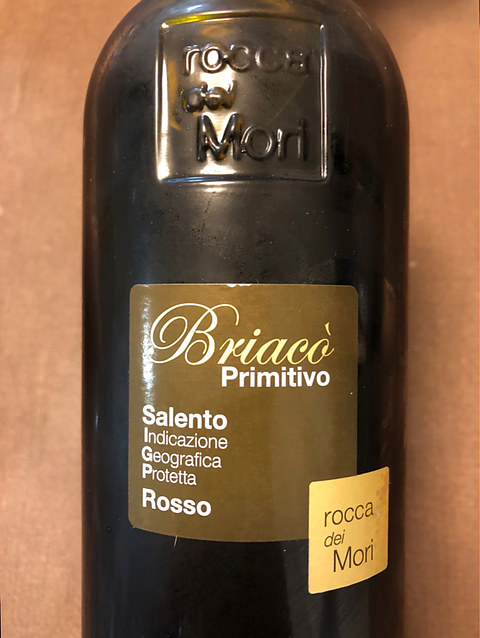 rocca
dei
Mori
Briacò
Primitivo
Salento
Indicazione
Geografica
Protetta
Rosso
rocca
dei
Mori